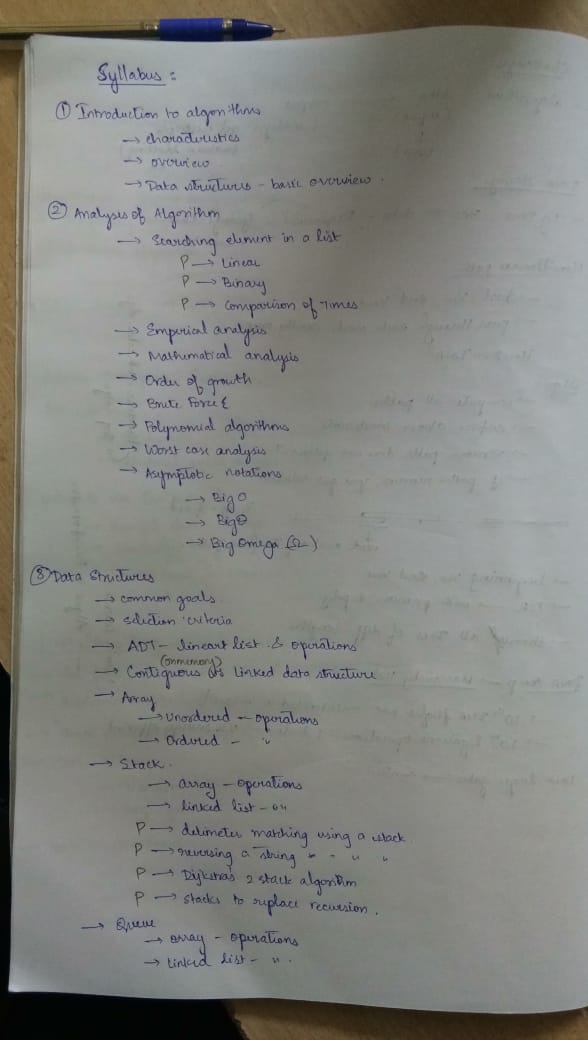 Syllabus :
① Introduction to algorithms
→ characteristics
→ overview
→ Data structures - basic overview .
② Analysis of Algorithm
→ Searching element in a list
P → Linear
P → Binary
P → Comparison of Times
→ Emperical analysis
→ Mathematical analysis
→ Order of growth
→ Brute Force
→ Polynomial algorithms
→ Worst case analysis
→ Asymptotic notations
→ Big O
→ Big Θ
→ Big Omega (Ω)
③ Data Structures
→ common goals
→ selection criteria
→ ADT - lineart list & operations
(on memory)
→ Contiguous vs Linked data structure
→ Array
→ Unordered - operations
→ Ordered - "
→ Stack .
→ array - operations
→ linked list - "
P → delimeter matching using a stack
P → reversing a string " " " "
P → Dijkstra's 2 stack algorithm
P → stacks to replace recursion .
→ Queue
→ array - operations
→ Linked list - " .